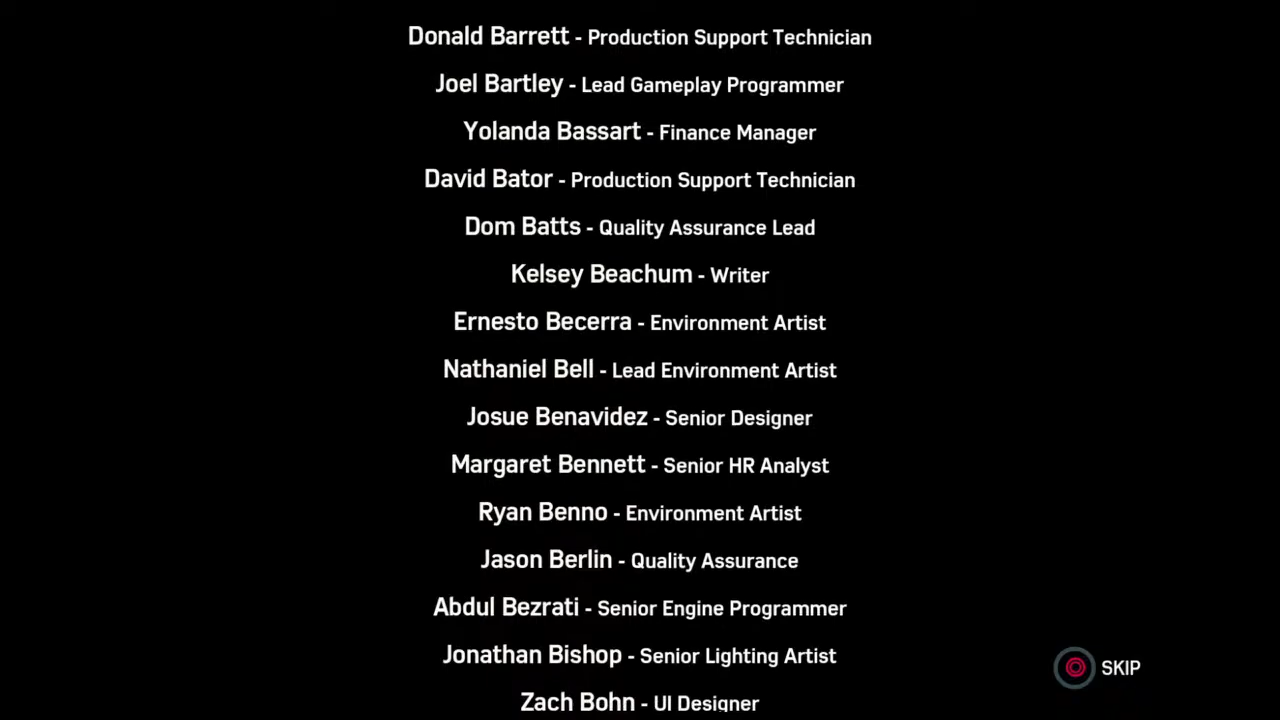 Donald Barrett - Production Support Technician
Joel Bartley - Lead Gameplay Programmer
Yolanda Bassart - Finance Manager
David Bator - Production Support Technician
Dom Batts - Quality Assurance Lead
Kelsey Beachum - Writer
Ernesto Becerra - Environment Artist
Nathaniel Bell - Lead Environment Artist
Josue Benavidez - Senior Designer
Margaret Bennett - Senior HR Analyst
Ryan Benno - Environment Artist
Jason Berlin - Quality Assurance
Abdul Bezrati - Senior Engine Programmer
Jonathan Bishop - Senior Lighting Artist
SKIP
Zach Bohn - UI Designer